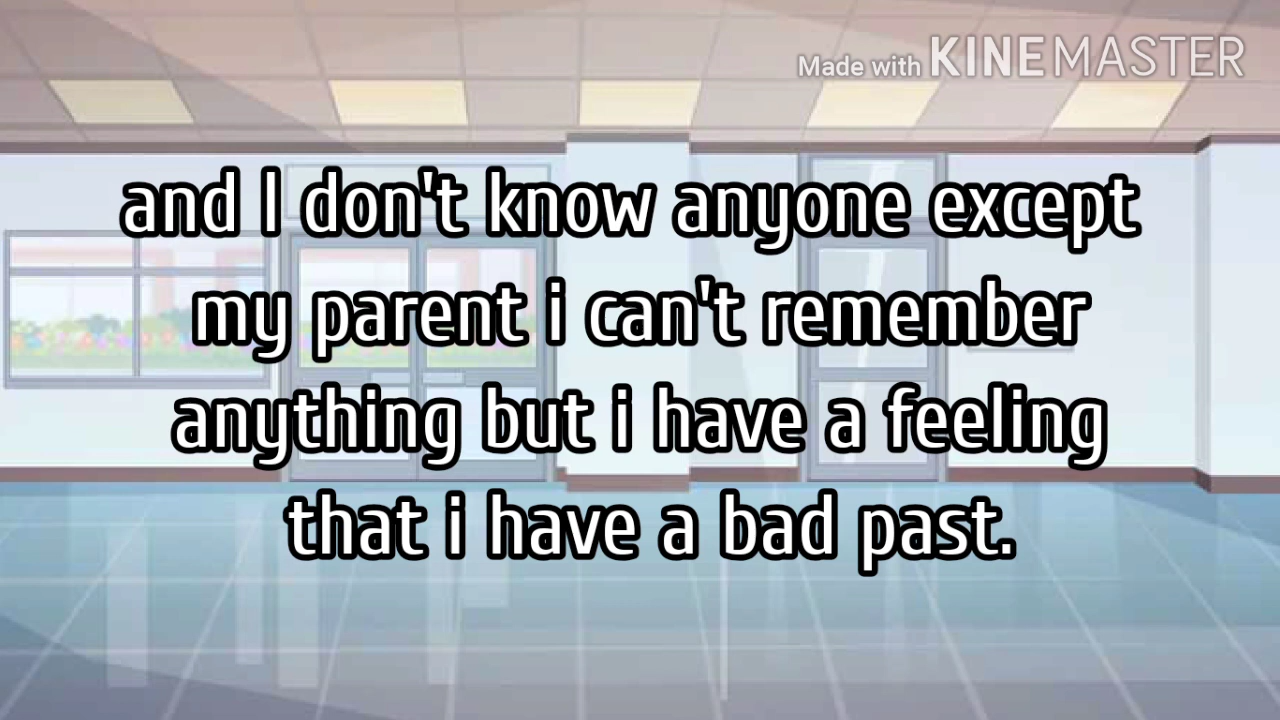 Made with KINEMASTER
and I don't know anyone except
my parent i can't remember
anything but i have a feeling
that i have a bad past.